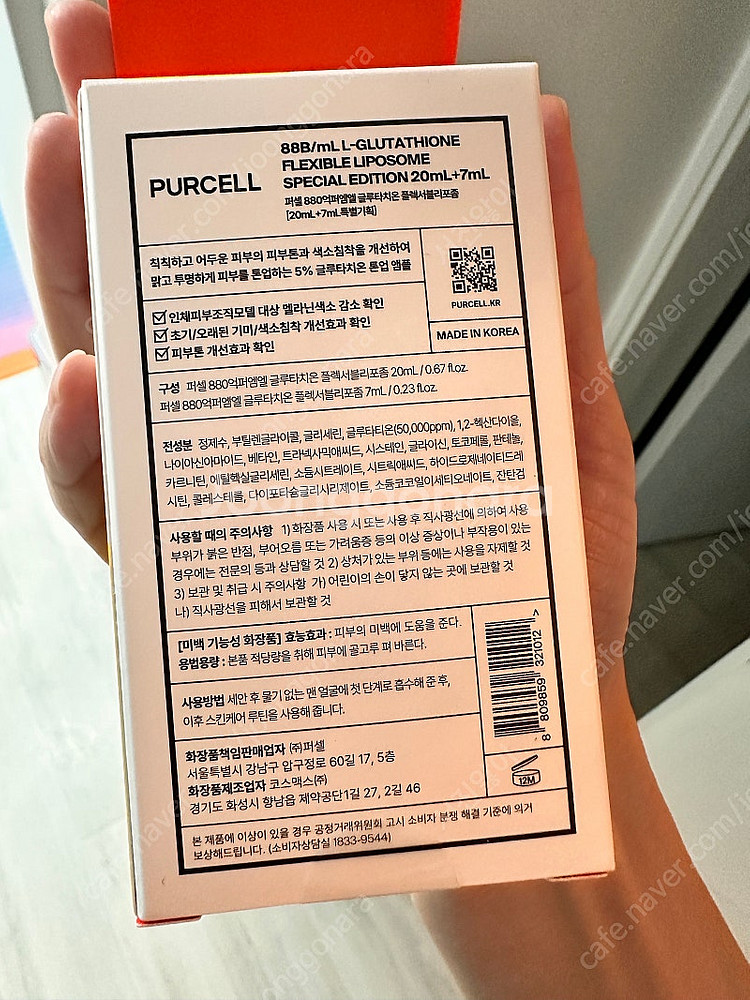 PURCELL
88B/mL L-GLUTATHIONE
FLEXIBLE LIPOSOME
SPECIAL EDITION 20mL+7mL
퍼셀 880억퍼엠엘 글루타치온 플렉서블리포좀
[20mL+7mL특별기획]
칙칙하고 어두운 피부의 피부톤과 색소침착을 개선하여
맑고 투명하게 피부를 톤업하는 5% 글루타치온 톤업 앰플
인체피부조직모델 대상 멜라닌색소 감소 확인
초기/오래된 기미/색소침착 개선효과 확인
피부톤 개선효과 확인
PURCELL.KR
MADE IN KOREA
구성 퍼셀 880억퍼엠엘 글루타치온 플렉서블리포좀 20mL / 0.67 fl.oz.
퍼셀 880억퍼엠엘 글루타치온 플렉서블리포좀 7mL / 0.23 fl.oz.
전성분 정제수, 부틸렌글라이콜, 글리세린, 글루타티온(50,000ppm), 1,2-헥산다이올,
나이아신아마이드, 베타인, 트라넥사믹애씨드, 시스테인, 글라이신, 토코페롤, 판테놀,
카르니틴, 에틸헥실글리세린, 소듐시트레이트, 시트릭애씨드, 하이드로제네이티드레
시틴, 콜레스테롤, 다이포타슘글리시리제이트, 소듐코코일이세티오네이트, 잔탄검
사용할 때의 주의사항 1) 화장품 사용 시 또는 사용 후 직사광선에 의하여 사용
부위가 붉은 반점, 부어오름 또는 가려움증 등의 이상 증상이나 부작용이 있는
경우에는 전문의 등과 상담할 것 2) 상처가 있는 부위 등에는 사용을 자제할 것
3) 보관 및 취급 시 주의사항 가) 어린이의 손이 닿지 않는 곳에 보관할 것
나) 직사광선을 피해서 보관할 것
[미백 기능성 화장품] 효능효과 : 피부의 미백에 도움을 준다.
용법용량 : 본품 적당량을 취해 피부에 골고루 펴 바른다.
사용방법 세안 후 물기 없는 맨 얼굴에 첫 단계로 흡수해 준 후,
이후 스킨케어 루틴을 사용해 줍니다.
8 809859 321012 >
화장품책임판매업자 (주)퍼셀
서울특별시 강남구 압구정로 60길 17, 5층
화장품제조업자 코스맥스(주)
경기도 화성시 향남읍 제약공단1길 27, 2길 46
12M
본 제품에 이상이 있을 경우 공정거래위원회 고시 소비자 분쟁 해결 기준에 의거
보상해드립니다. (소비자상담실 1833-9544)
joonggonara
cafe.naver.com/joonggonara